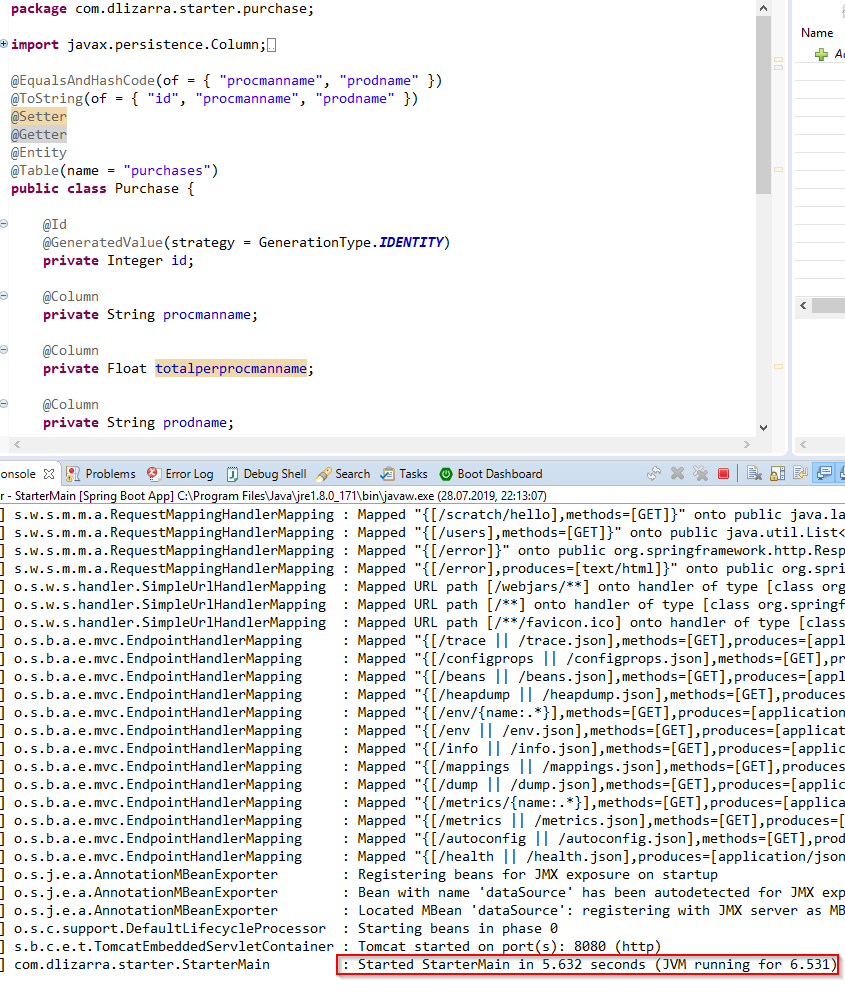 package com.dlizarra.starter.purchase;
import javax.persistence.Column;
@EqualsAndHashCode(of = { "procmanname", "prodname" })
@ToString(of = { "id", "procmanname", "prodname" })
@Setter
@Getter
@Entity
@Table(name = "purchases")
public class Purchase {
@Id
@GeneratedValue(strategy = GenerationType.IDENTITY)
private Integer id;
@Column
private String procmanname;
@Column
private Float totalperprocmanname;
@Column
private String prodname;
Name
onsole Problems Error Log Debug Shell Search Tasks Boot Dashboard
r - StarterMain [Spring Boot App] C:\Program Files\Java\jre1.8.0_171\bin\javaw.exe (28.07.2019, 22:13:07)
] s.w.s.m.m.a.RequestMappingHandlerMapping : Mapped "{[/scratch/hello],methods=[GET]}" onto public java.la
] s.w.s.m.m.a.RequestMappingHandlerMapping : Mapped "{[/users],methods=[GET]}" onto public java.util.List<
] s.w.s.m.m.a.RequestMappingHandlerMapping : Mapped "{[/error]}" onto public org.springframework.http.Resp
] s.w.s.m.m.a.RequestMappingHandlerMapping : Mapped "{[/error],produces=[text/html]}" onto public org.spri
] o.s.w.s.handler.SimpleUrlHandlerMapping : Mapped URL path [/webjars/**] onto handler of type [class org
] o.s.w.s.handler.SimpleUrlHandlerMapping : Mapped URL path [/**] onto handler of type [class org.springf
] o.s.w.s.handler.SimpleUrlHandlerMapping : Mapped URL path [/**/favicon.ico] onto handler of type [class
] o.s.b.a.e.mvc.EndpointHandlerMapping : Mapped "{[/trace || /trace.json],methods=[GET],produces=[appl
] o.s.b.a.e.mvc.EndpointHandlerMapping : Mapped "{[/configprops || /configprops.json],methods=[GET],pr
] o.s.b.a.e.mvc.EndpointHandlerMapping : Mapped "{[/beans || /beans.json],methods=[GET],produces=[appl
] o.s.b.a.e.mvc.EndpointHandlerMapping : Mapped "{[/heapdump || /heapdump.json],methods=[GET],produces
] o.s.b.a.e.mvc.EndpointHandlerMapping : Mapped "{[/env/{name:.*}],methods=[GET],produces=[application
] o.s.b.a.e.mvc.EndpointHandlerMapping : Mapped "{[/env || /env.json],methods=[GET],produces=[applicat
] o.s.b.a.e.mvc.EndpointHandlerMapping : Mapped "{[/info || /info.json],methods=[GET],produces=[applic
] o.s.b.a.e.mvc.EndpointHandlerMapping : Mapped "{[/mappings || /mappings.json],methods=[GET],produces
] o.s.b.a.e.mvc.EndpointHandlerMapping : Mapped "{[/dump || /dump.json],methods=[GET],produces=[applic
] o.s.b.a.e.mvc.EndpointHandlerMapping : Mapped "{[/metrics/{name:.*}],methods=[GET],produces=[applica
] o.s.b.a.e.mvc.EndpointHandlerMapping : Mapped "{[/metrics || /metrics.json],methods=[GET],produces=[
] o.s.b.a.e.mvc.EndpointHandlerMapping : Mapped "{[/autoconfig || /autoconfig.json],methods=[GET],prod
] o.s.b.a.e.mvc.EndpointHandlerMapping : Mapped "{[/health || /health.json],produces=[application/json
] o.s.j.e.a.AnnotationMBeanExporter : Registering beans for JMX exposure on startup
] o.s.j.e.a.AnnotationMBeanExporter : Bean with name 'dataSource' has been autodetected for JMX exp
] o.s.j.e.a.AnnotationMBeanExporter : Located MBean 'dataSource': registering with JMX server as MB
] o.s.c.support.DefaultLifecycleProcessor : Starting beans in phase 0
] s.b.c.e.t.TomcatEmbeddedServletContainer : Tomcat started on port(s): 8080 (http)
] com.dlizarra.starter.StarterMain : Started StarterMain in 5.632 seconds (JVM running for 6.531)